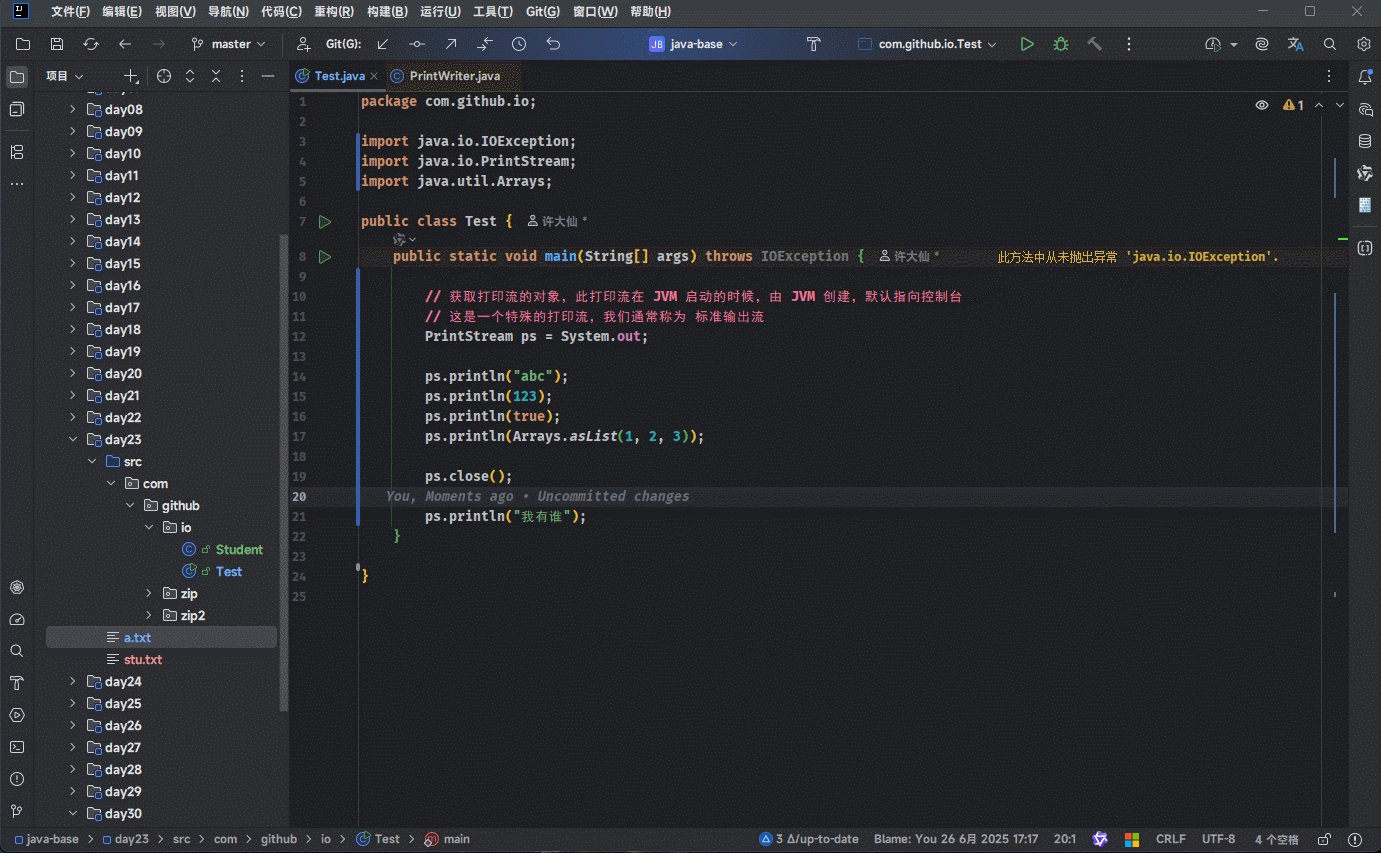 文件(F) 编辑(E) 视图(V) 导航(N) 代码(C) 重构(R) 构建(B) 运行(U) 工具(T) Git(G) 窗口(W) 帮助(H)
master Git(G): JB java-base com.github.io.Test
项目
Test.java PrintWriter.java
day08
day09
day10
day11
day12
day13
day14
day15
day16
day17
day18
day19
day20
day21
day22
day23
src
com
github
io
Student
Test
zip
zip2
a.txt
stu.txt
day24
day25
day26
day27
day28
day29
day30
1 package com.github.io;
1
2
3 import java.io.IOException;
4 import java.io.PrintStream;
5 import java.util.Arrays;
6
7 public class Test { 许大仙 *
8 public static void main(String[] args) throws IOException { 许大仙 * 此方法中从未抛出异常 'java.io.IOException'.
9
10 // 获取打印流的对象，此打印流在 JVM 启动的时候，由 JVM 创建，默认指向控制台
11 // 这是一个特殊的打印流，我们通常称为 标准输出流
12 PrintStream ps = System.out;
13
14 ps.println("abc");
15 ps.println(123);
16 ps.println(true);
17 ps.println(Arrays.asList(1, 2, 3));
18
19 ps.close();
20 You, Moments ago • Uncommitted changes
21 ps.println("我有谁");
22 }
23
24 }
25
java-base > day23 > src > com > github > io > Test > main
3 Δ/up-to-date Blame: You 26 6月 2025 17:17 20:1 CRLF UTF-8 4 个空格